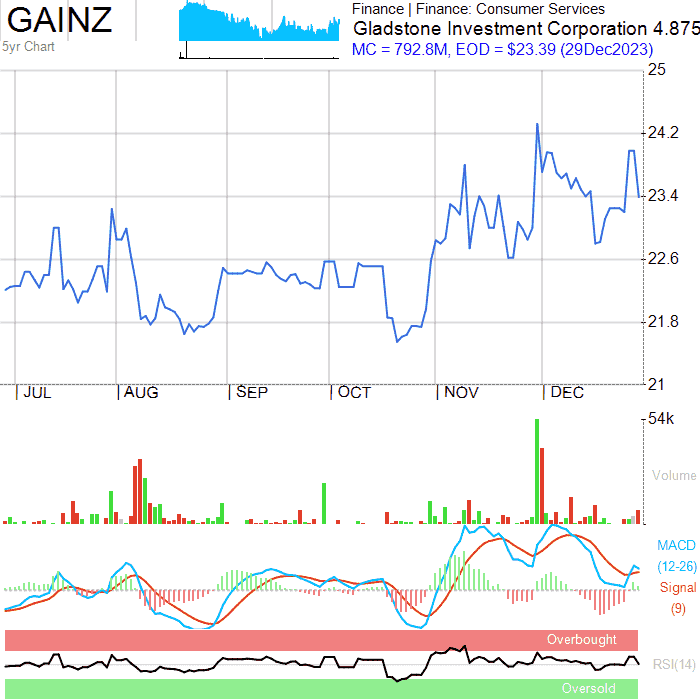 GAINZ
5yr Chart
Finance | Finance: Consumer Services
Gladstone Investment Corporation 4.875
MC = 792.8M, EOD = $23.39 (29Dec2023)
25
24.2
23.4
22.6
21.8
21
JUL AUG SEP OCT NOV DEC
54k
Volume
MACD
(12-26)
Signal
(9)
Overbought
RSI(14)
Oversold